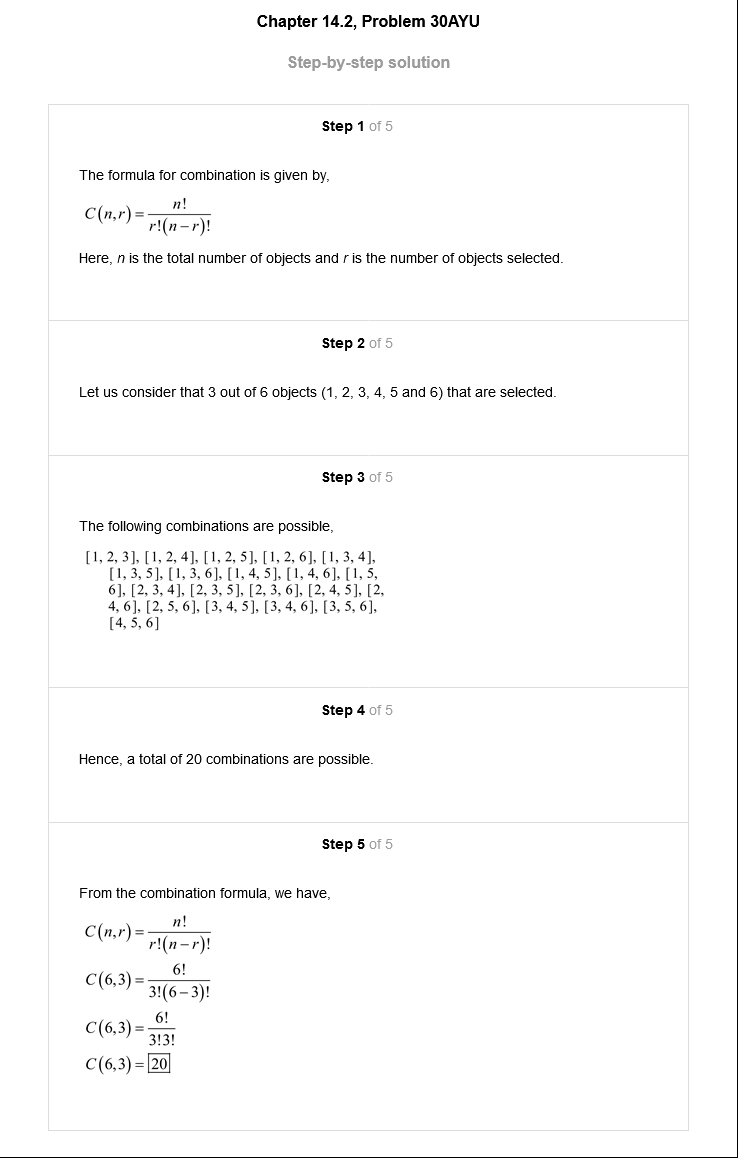 Chapter 14.2, Problem 30AYU
Step-by-step solution
Step 1 of 5
The formula for combination is given by,
C(n,r) = n! / r!(n−r)!
Here, n is the total number of objects and r is the number of objects selected.
Step 2 of 5
Let us consider that 3 out of 6 objects (1, 2, 3, 4, 5 and 6) that are selected.
Step 3 of 5
The following combinations are possible,
[1, 2, 3], [1, 2, 4], [1, 2, 5], [1, 2, 6], [1, 3, 4],
[1, 3, 5], [1, 3, 6], [1, 4, 5], [1, 4, 6], [1, 5,
6], [2, 3, 4], [2, 3, 5], [2, 3, 6], [2, 4, 5], [2,
4, 6], [2, 5, 6], [3, 4, 5], [3, 4, 6], [3, 5, 6],
[4, 5, 6]
Step 4 of 5
Hence, a total of 20 combinations are possible.
Step 5 of 5
From the combination formula, we have,
C(n,r) = n! / r!(n−r)!
C(6,3) = 6! / 3!(6−3)!
C(6,3) = 6! / 3!3!
C(6,3) = 20